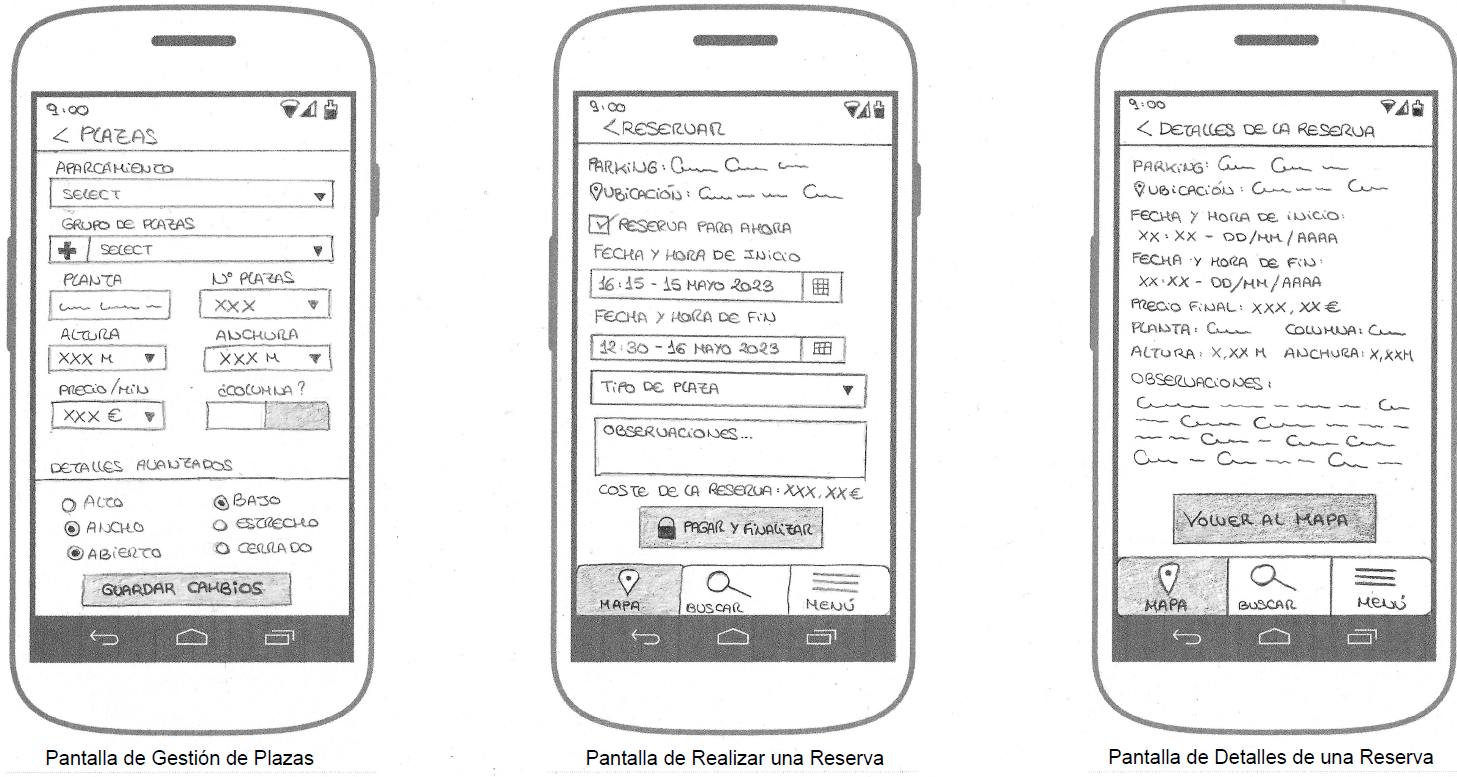 9:00
< PLAZAS
APARCAMIENTO
SELECT
GRUPO DE PLAZAS
+ SELECT
PLANTA Nº PLAZAS
XXX
ALTURA ANCHURA
XXX M XXX M
PRECIO/MIN ¿COLUMNA?
XXX €
DETALLES AVANZADOS
ALTO BAJO
ANCHO ESTRECHO
ABIERTO CERRADO
GUARDAR CAMBIOS
Pantalla de Gestión de Plazas
9:00
< RESERVAR
PARKING:
UBICACIÓN:
RESERVA PARA AHORA
FECHA Y HORA DE INICIO
16:15 - 15 MAYO 2023
FECHA Y HORA DE FIN
12:30 - 16 MAYO 2023
TIPO DE PLAZA
OBSERVACIONES...
COSTE DE LA RESERVA: XXX,XX€
PAGAR Y FINALIZAR
MAPA BUSCAR MENÚ
Pantalla de Realizar una Reserva
9:00
< DETALLES DE LA RESERVA
PARKING:
UBICACIÓN:
FECHA Y HORA DE INICIO:
XX:XX - DD/MM/AAAA
FECHA Y HORA DE FIN:
XX:XX - DD/MM/AAAA
PRECIO FINAL: XXX,XX €
PLANTA: COLUMNA:
ALTURA: X,XX M ANCHURA: X,XXM
OBSERVACIONES:
VOLVER AL MAPA
MAPA BUSCAR MENÚ
Pantalla de Detalles de una Reserva